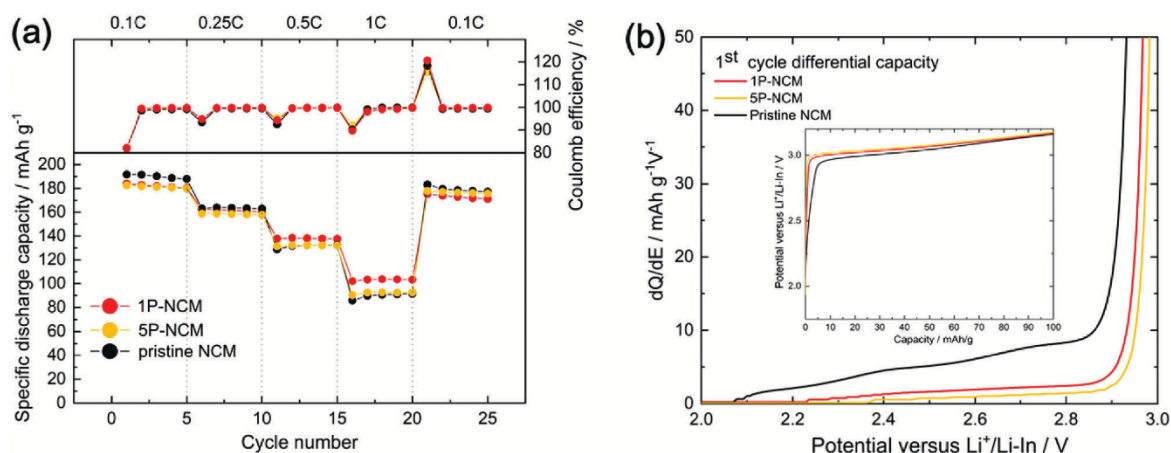 (a)
0.1C 0.25C 0.5C 1C 0.1C
120
110
100
90
80
Coulomb efficiency / %
200
180
160
140
120
100
80
60
40
20
0
Specific discharge capacity / mAh g⁻¹
1P-NCM
5P-NCM
pristine NCM
0 5 10 15 20 25
Cycle number
(b)
50
40
30
20
10
0
dQ/dE / mAh g⁻¹V⁻¹
1ˢᵗ cycle differential capacity
1P-NCM
5P-NCM
Pristine NCM
3.0
2.5
2.0
Potential versus Li⁺/Li-In / V
0 10 20 30 40 50 60 70 80 90 100
Capacity / mAh/g
2.0 2.2 2.4 2.6 2.8 3.0
Potential versus Li⁺/Li-In / V